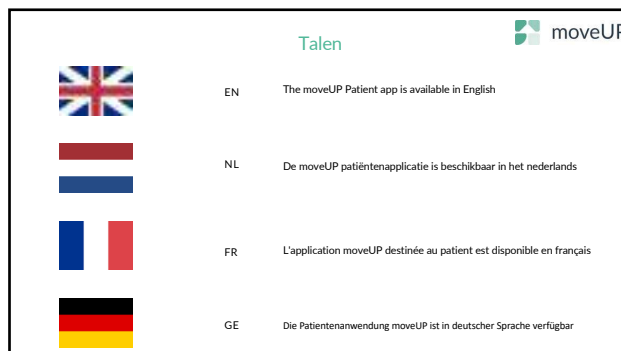 Talen
moveUP
EN The moveUP Patient app is available in English
NL De moveUP patiëntenapplicatie is beschikbaar in het nederlands
FR L'application moveUP destinée au patient est disponible en français
GE Die Patientenanwendung moveUP ist in deutscher Sprache verfügbar